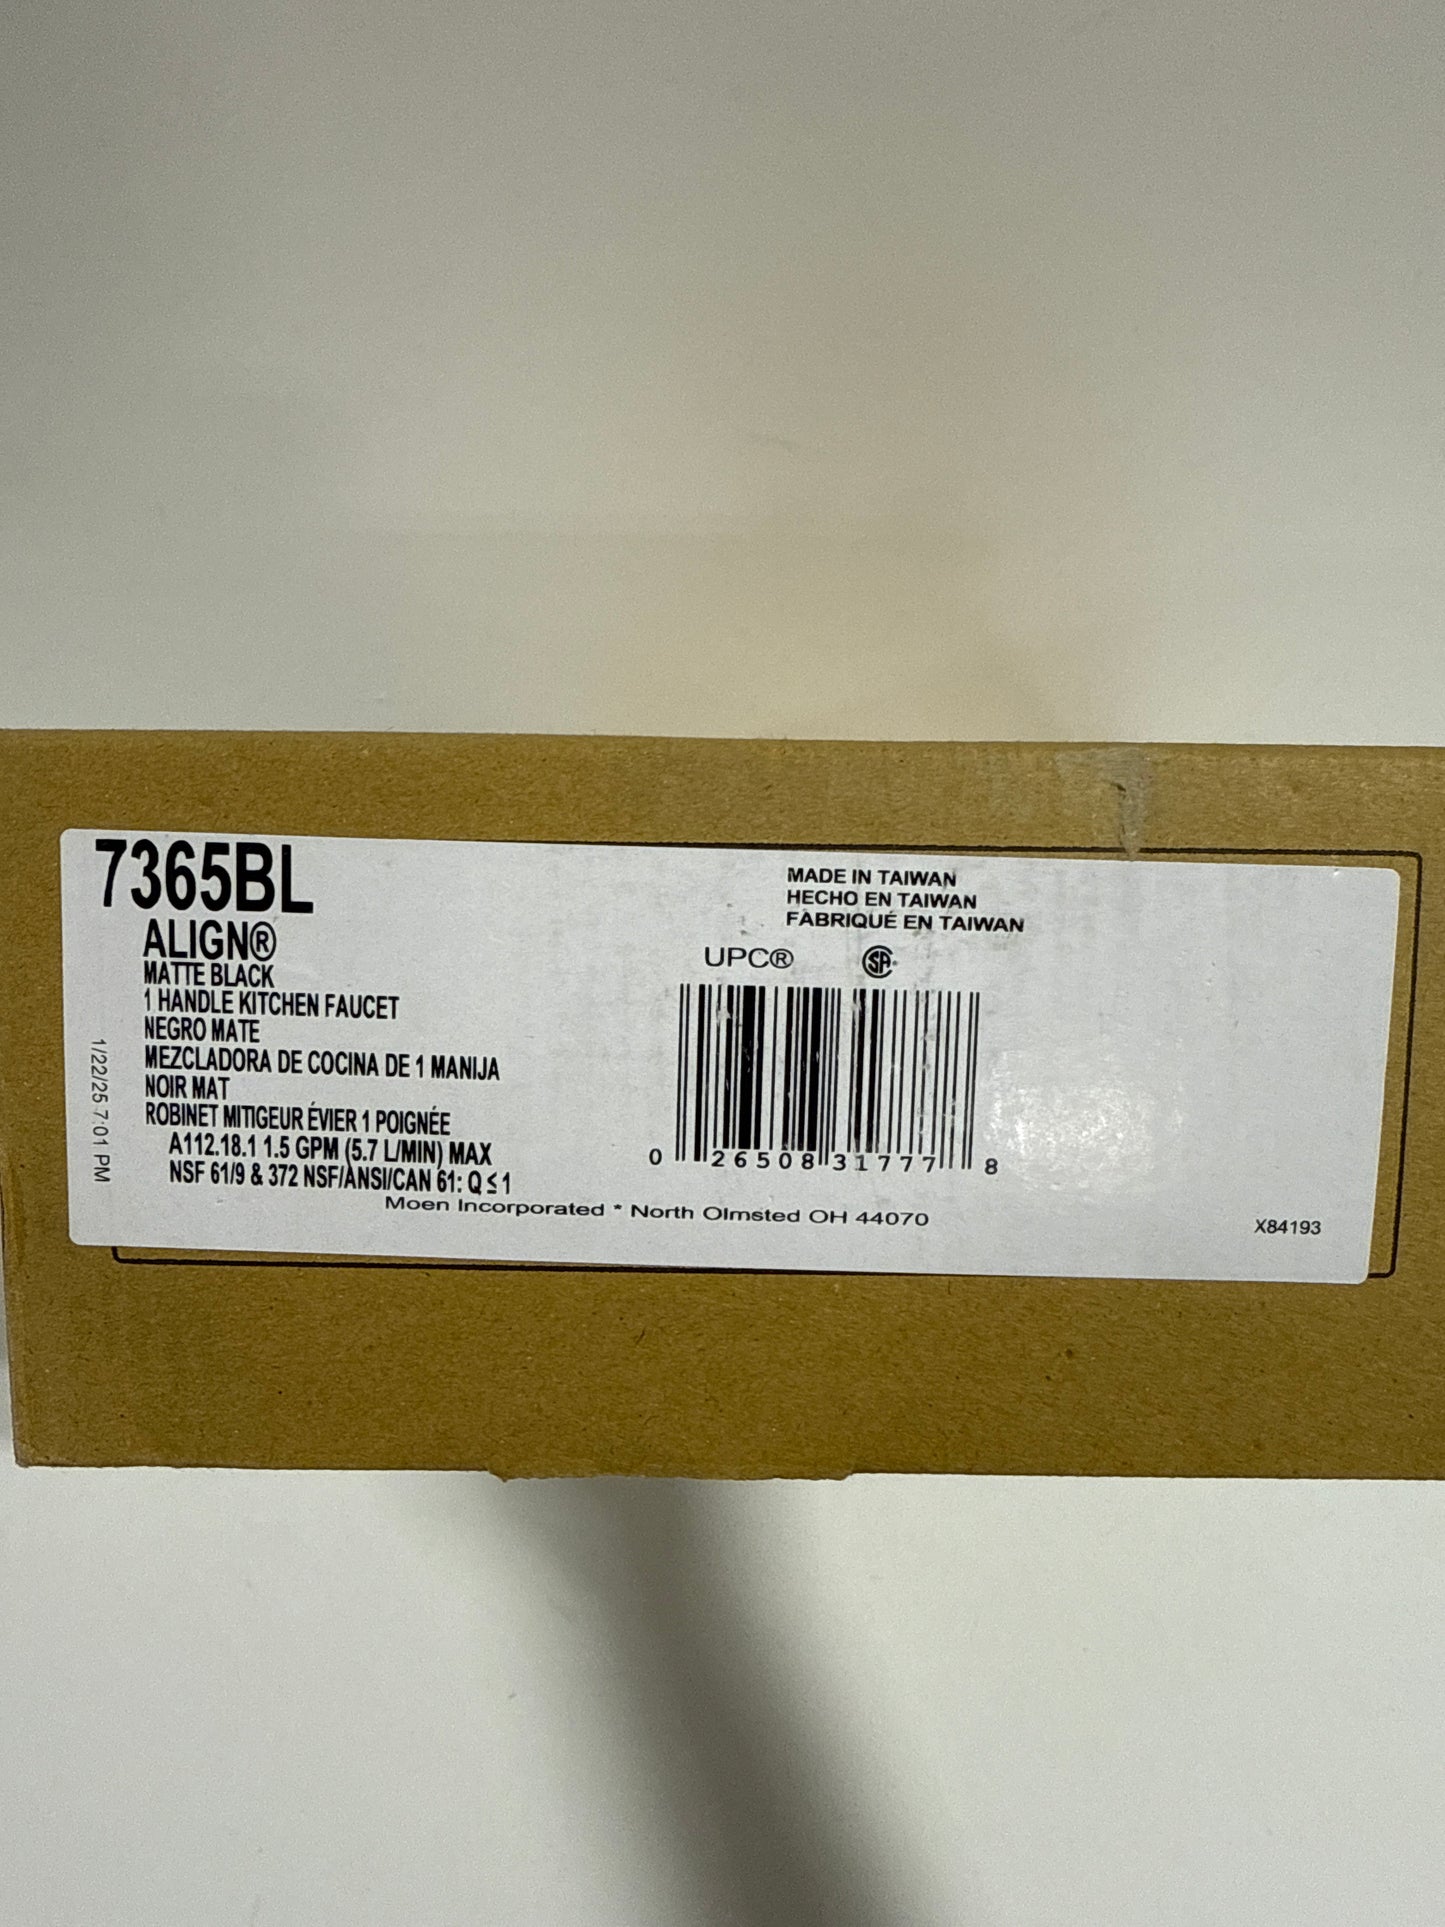 7365BL
ALIGN®
MATTE BLACK
1 HANDLE KITCHEN FAUCET
NEGRO MATE
MEZCLADORA DE COCINA DE 1 MANIJA
NOIR MAT
ROBINET MITIGEUR ÉVIER 1 POIGNÉE
A112.18.1 1.5 GPM (5.7 L/MIN) MAX
NSF 61/9 & 372 NSF/ANSI/CAN 61: Q ≤ 1
1/22/25 7:01 PM
MADE IN TAIWAN
HECHO EN TAIWAN
FABRIQUÉ EN TAIWAN
UPC® SA
0 26508 31777 8
Moen Incorporated * North Olmsted OH 44070
X84193